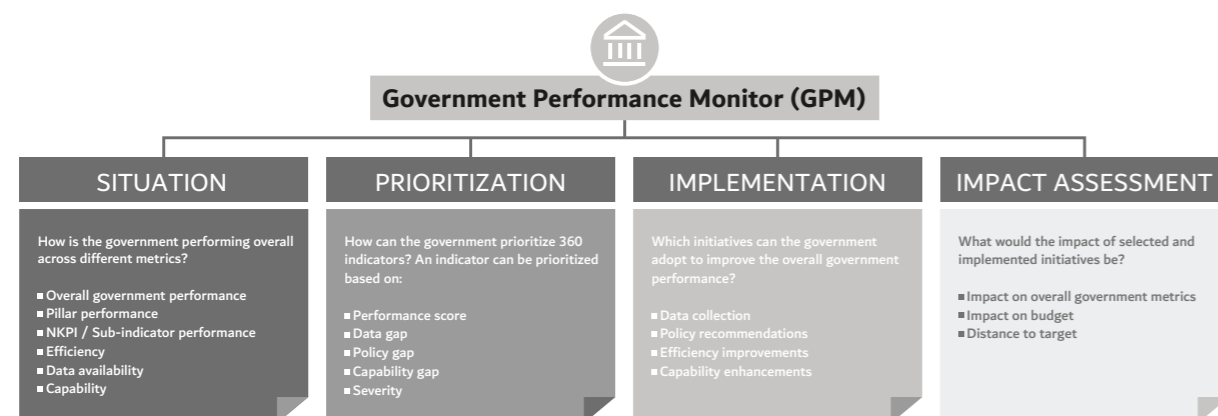 Government Performance Monitor (GPM)
SITUATION
How is the government performing overall
across different metrics?
■ Overall government performance
■ Pillar performance
■ NKPI / Sub-indicator performance
■ Efficiency
■ Data availability
■ Capability
PRIORITIZATION
How can the government prioritize 360
indicators? An indicator can be prioritized
based on:
■ Performance score
■ Data gap
■ Policy gap
■ Capability gap
■ Severity
IMPLEMENTATION
Which initiatives can the government
adopt to improve the overall government
performance?
■ Data collection
■ Policy recommendations
■ Efficiency improvements
■ Capability enhancements
IMPACT ASSESSMENT
What would the impact of selected and
implemented initiatives be?
■ Impact on overall government metrics
■ Impact on budget
■ Distance to target